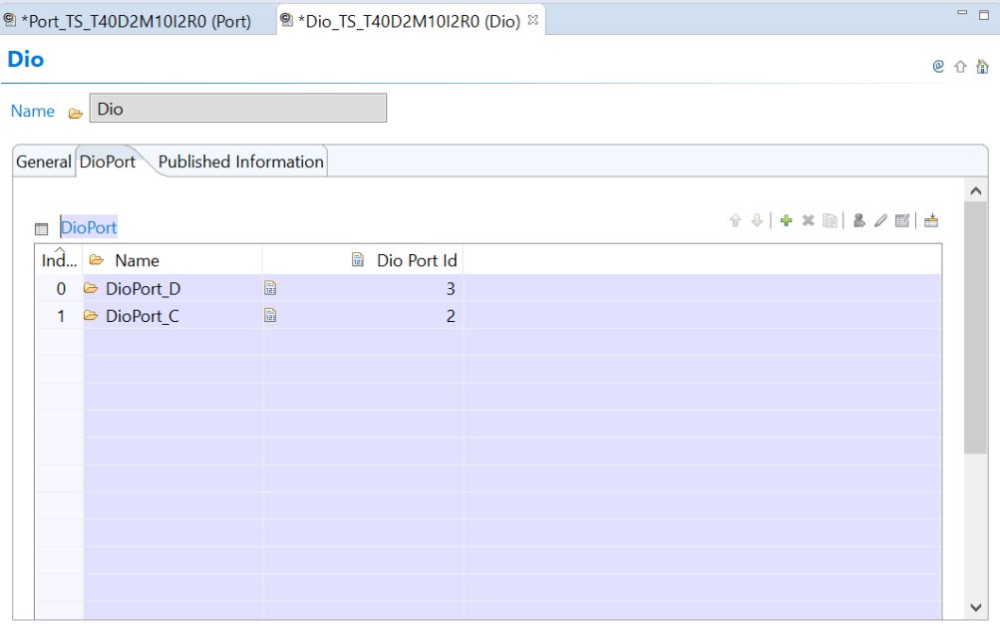 *Port_TS_T40D2M10I2R0 (Port) *Dio_TS_T40D2M10I2R0 (Dio)
Dio
Name Dio
General DioPort Published Information
DioPort
Ind... Name Dio Port Id
0 DioPort_D 3
1 DioPort_C 2